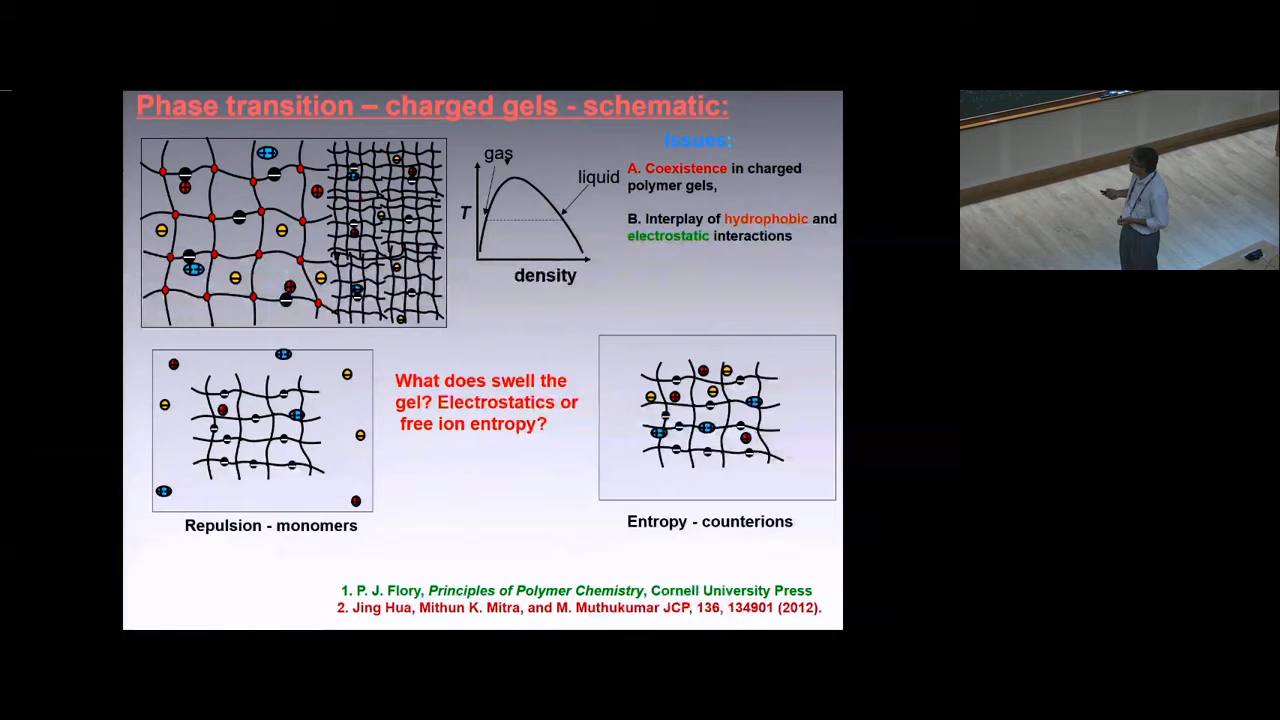 Phase transition – charged gels - schematic:
Issues:
gas
liquid
T
density
A. Coexistence in charged
polymer gels,
B. Interplay of hydrophobic and
electrostatic interactions
What does swell the
gel? Electrostatics or
free ion entropy?
Repulsion - monomers
Entropy - counterions
1. P. J. Flory, Principles of Polymer Chemistry, Cornell University Press
2. Jing Hua, Mithun K. Mitra, and M. Muthukumar JCP, 136, 134901 (2012).